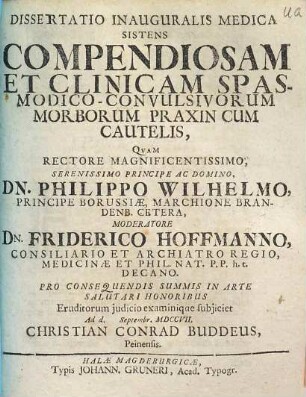 Ua
DISSERTATIO INAUGURALIS MEDICA
SISTENS
COMPENDIOSAM
ET CLINICAM SPAS-
MODICO-CONVULSIVORUM
MORBORUM PRAXIN CUM
CAUTELIS,
QVAM
RECTORE MAGNIFICENTISSIMO,
SERENISSIMO PRINCIPE AC DOMINO,
DN. PHILIPPO WILHELMO,
PRINCIPE BORUSSIÆ, MARCHIONE BRAN-
DENB. CETERA,
MODERATORE
DN. FRIDERICO HOFFMANNO,
CONSILIARIO ET ARCHIATRO REGIO,
MEDICINÆ ET PHIL. NAT. P.P. h. t.
DECANO.
PRO CONSEQUENDIS SUMMIS IN ARTE
SALUTARI HONORIBUS
Eruditorum judicio examinique subjiciet
Ad d. Septembr. MDCCVII.
CHRISTIAN CONRAD BUDDEUS,
Peinensis.
HALÆ MAGDEBURGICÆ,
Typis JOHANN. GRUNERI, Acad. Typogr.